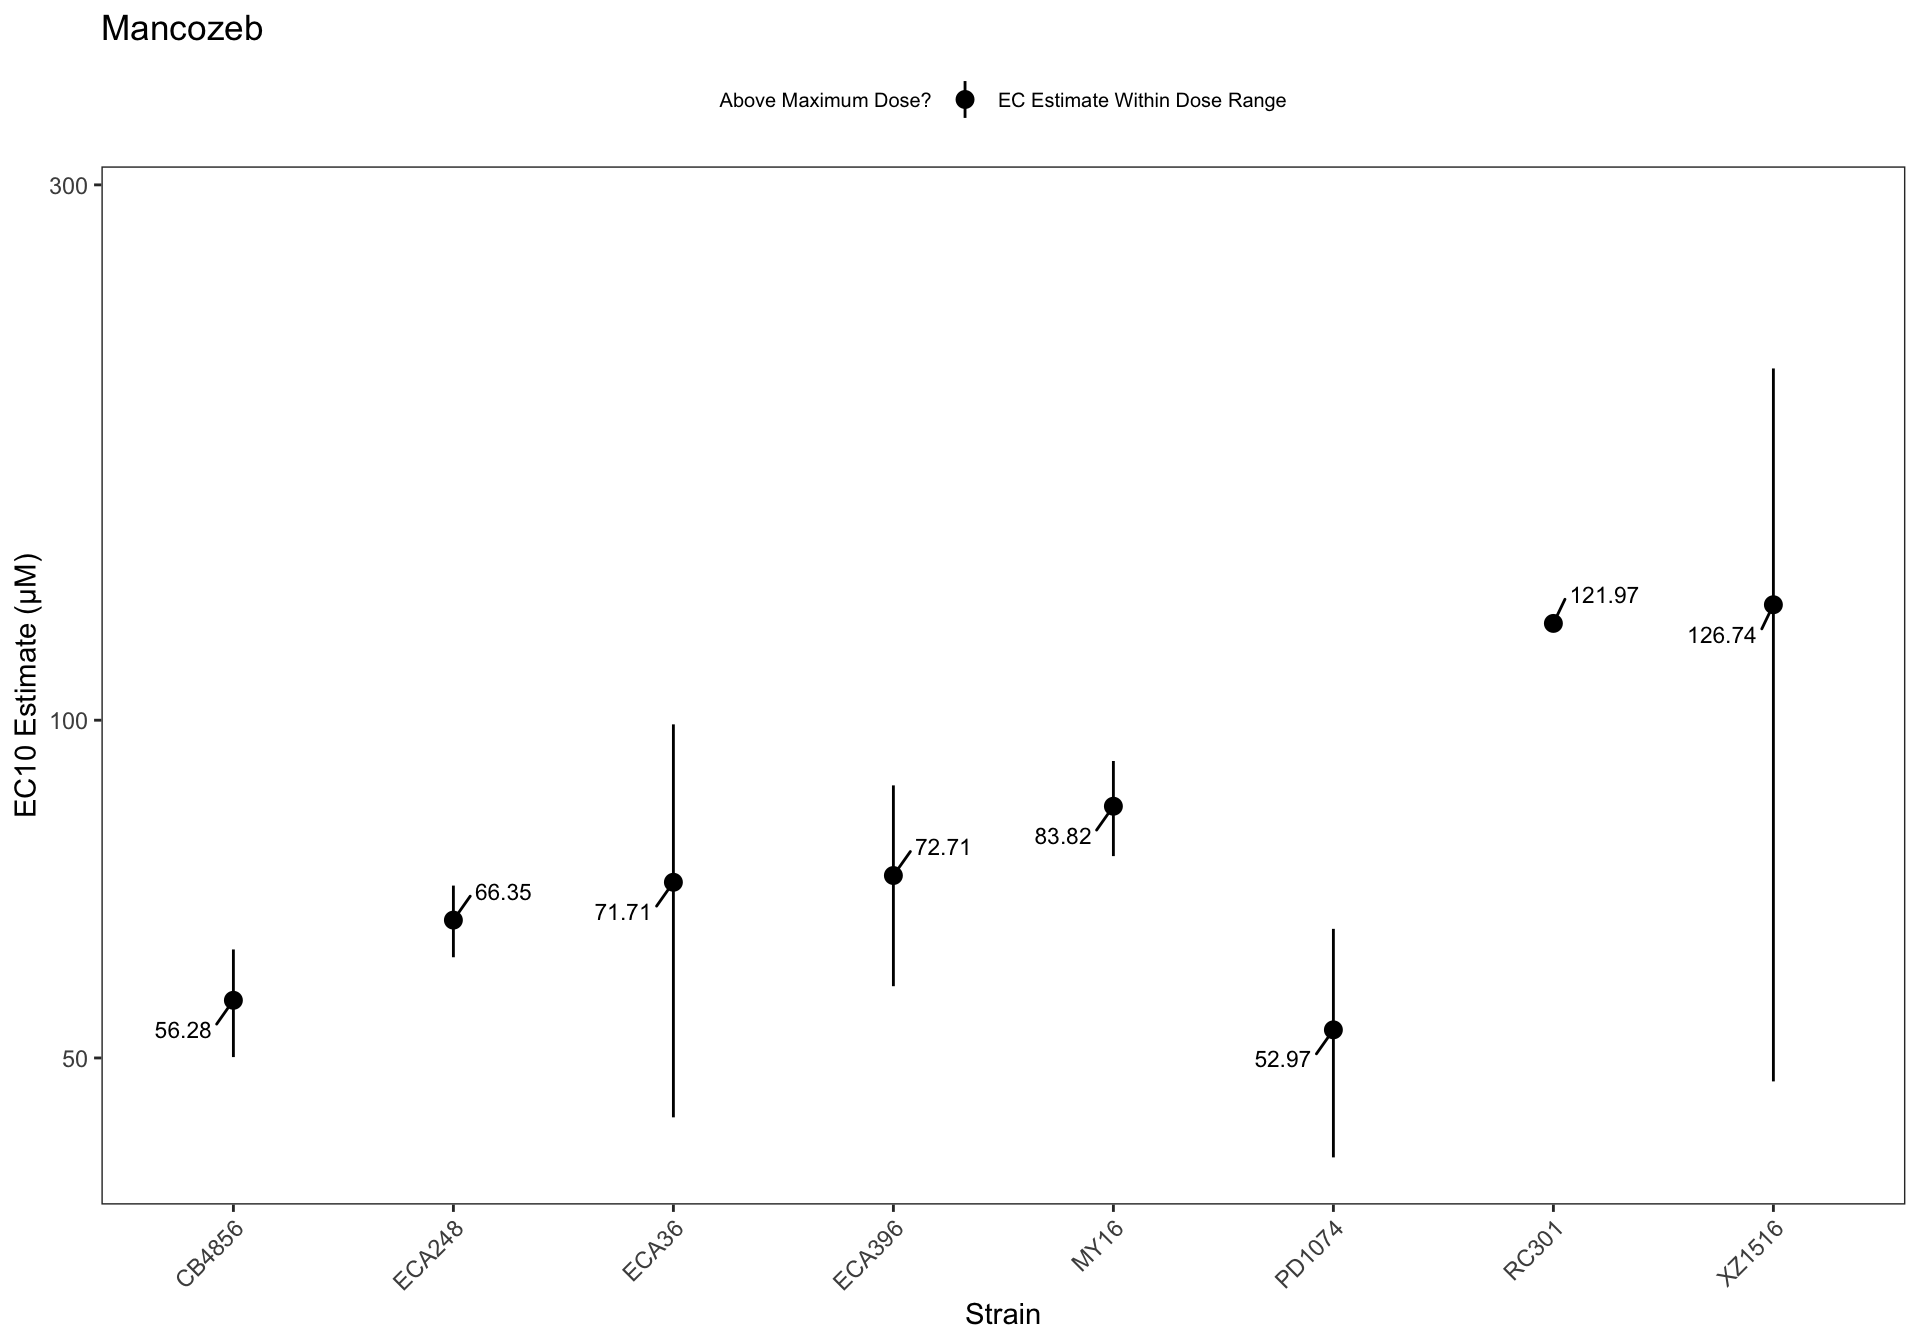 Mancozeb
Above Maximum Dose? EC Estimate Within Dose Range
EC10 Estimate (µM)
300
100
50
56.28
66.35
71.71
72.71
83.82
52.97
121.97
126.74
CB4856
ECA248
ECA36
ECA396
MY16
PD1074
RC301
XZ1516
Strain